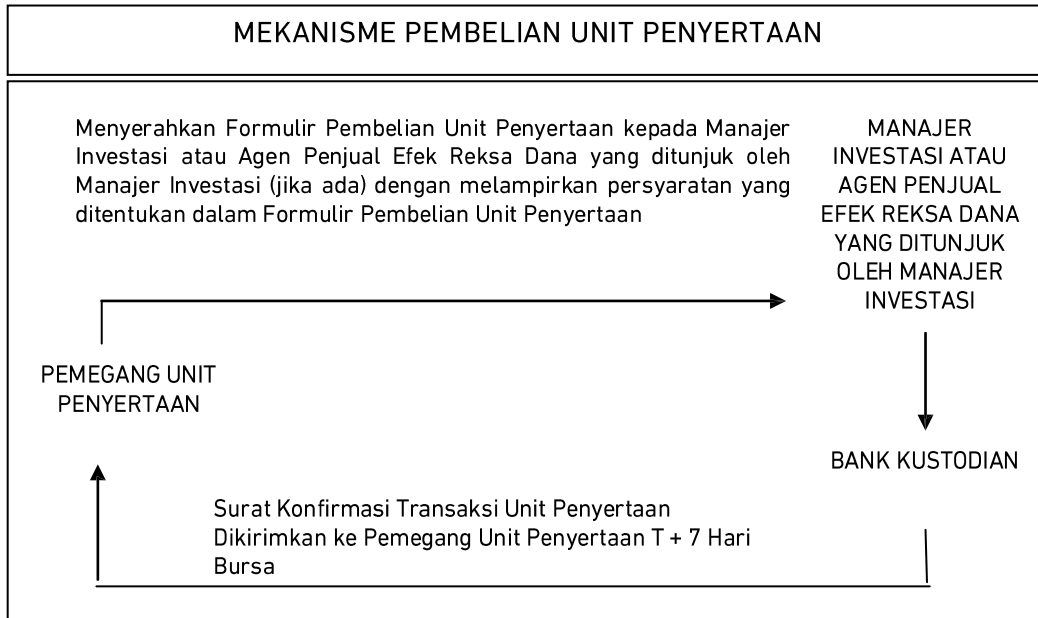 MEKANISME PEMBELIAN UNIT PENYERTAAN
Menyerahkan Formulir Pembelian Unit Penyertaan kepada Manajer
Investasi atau Agen Penjual Efek Reksa Dana yang ditunjuk oleh
Manajer Investasi (jika ada) dengan melampirkan persyaratan yang
ditentukan dalam Formulir Pembelian Unit Penyertaan
MANAJER
INVESTASI ATAU
AGEN PENJUAL
EFEK REKSA DANA
YANG DITUNJUK
OLEH MANAJER
INVESTASI
PEMEGANG UNIT
PENYERTAAN
BANK KUSTODIAN
Surat Konfirmasi Transaksi Unit Penyertaan
Dikirimkan ke Pemegang Unit Penyertaan T + 7 Hari
Bursa